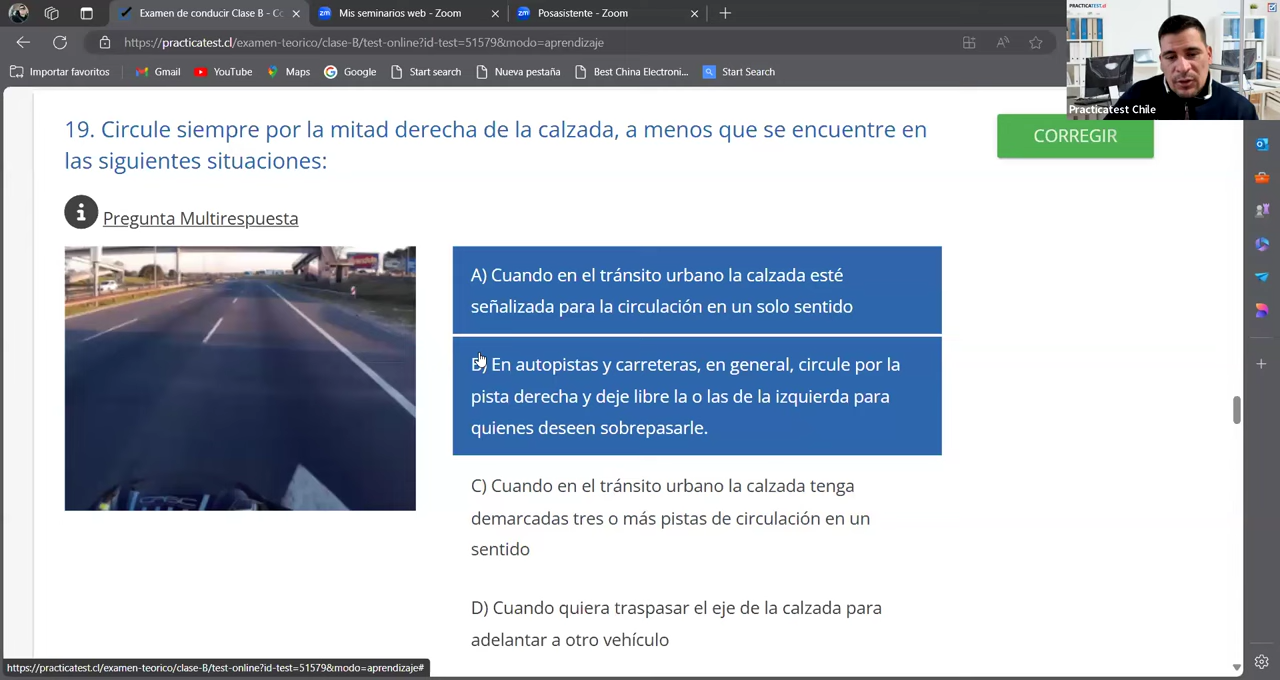 Examen de conducir Clase B - Cc
Mis seminarios web - Zoom
Posasistente - Zoom
https://practicatest.cl/examen-teorico/clase-B/test-online?id-test=51579&modo=aprendizaje
Importar favoritos
Gmail
YouTube
Maps
Google
Start search
Nueva pestaña
Best China Electroni...
Start Search
PRACTICATEST.cl
Practicatest Chile
19. Circule siempre por la mitad derecha de la calzada, a menos que se encuentre en
las siguientes situaciones:
CORREGIR
Pregunta Multirespuesta
A) Cuando en el tránsito urbano la calzada esté
señalizada para la circulación en un solo sentido
B) En autopistas y carreteras, en general, circule por la
pista derecha y deje libre la o las de la izquierda para
quienes deseen sobrepasarle.
C) Cuando en el tránsito urbano la calzada tenga
demarcadas tres o más pistas de circulación en un
sentido
D) Cuando quiera traspasar el eje de la calzada para
adelantar a otro vehículo
https://practicatest.cl/examen-teorico/clase-B/test-online?id-test=51579&modo=aprendizaje#